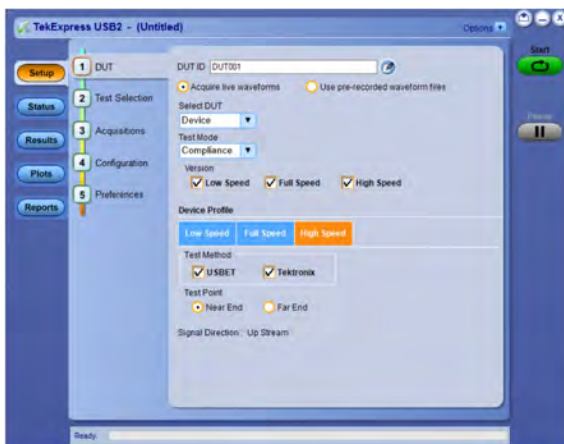 TekExpress USB2 - (Untitled)
Options
Start
Setup
Status
Results
Plots
Reports
1 DUT
2 Test Selection
3 Acquisitions
4 Configuration
5 Preferences
DUT ID DUT001
Acquire live waveforms Use pre-recorded waveform files
Select DUT
Device
Test Mode
Compliance
Version
Low Speed Full Speed High Speed
Device Profile
Low Speed Full Speed High Speed
Test Method
USBET Tektronix
Test Point
Near End Far End
Signal Direction: Up Stream
Pause
Ready